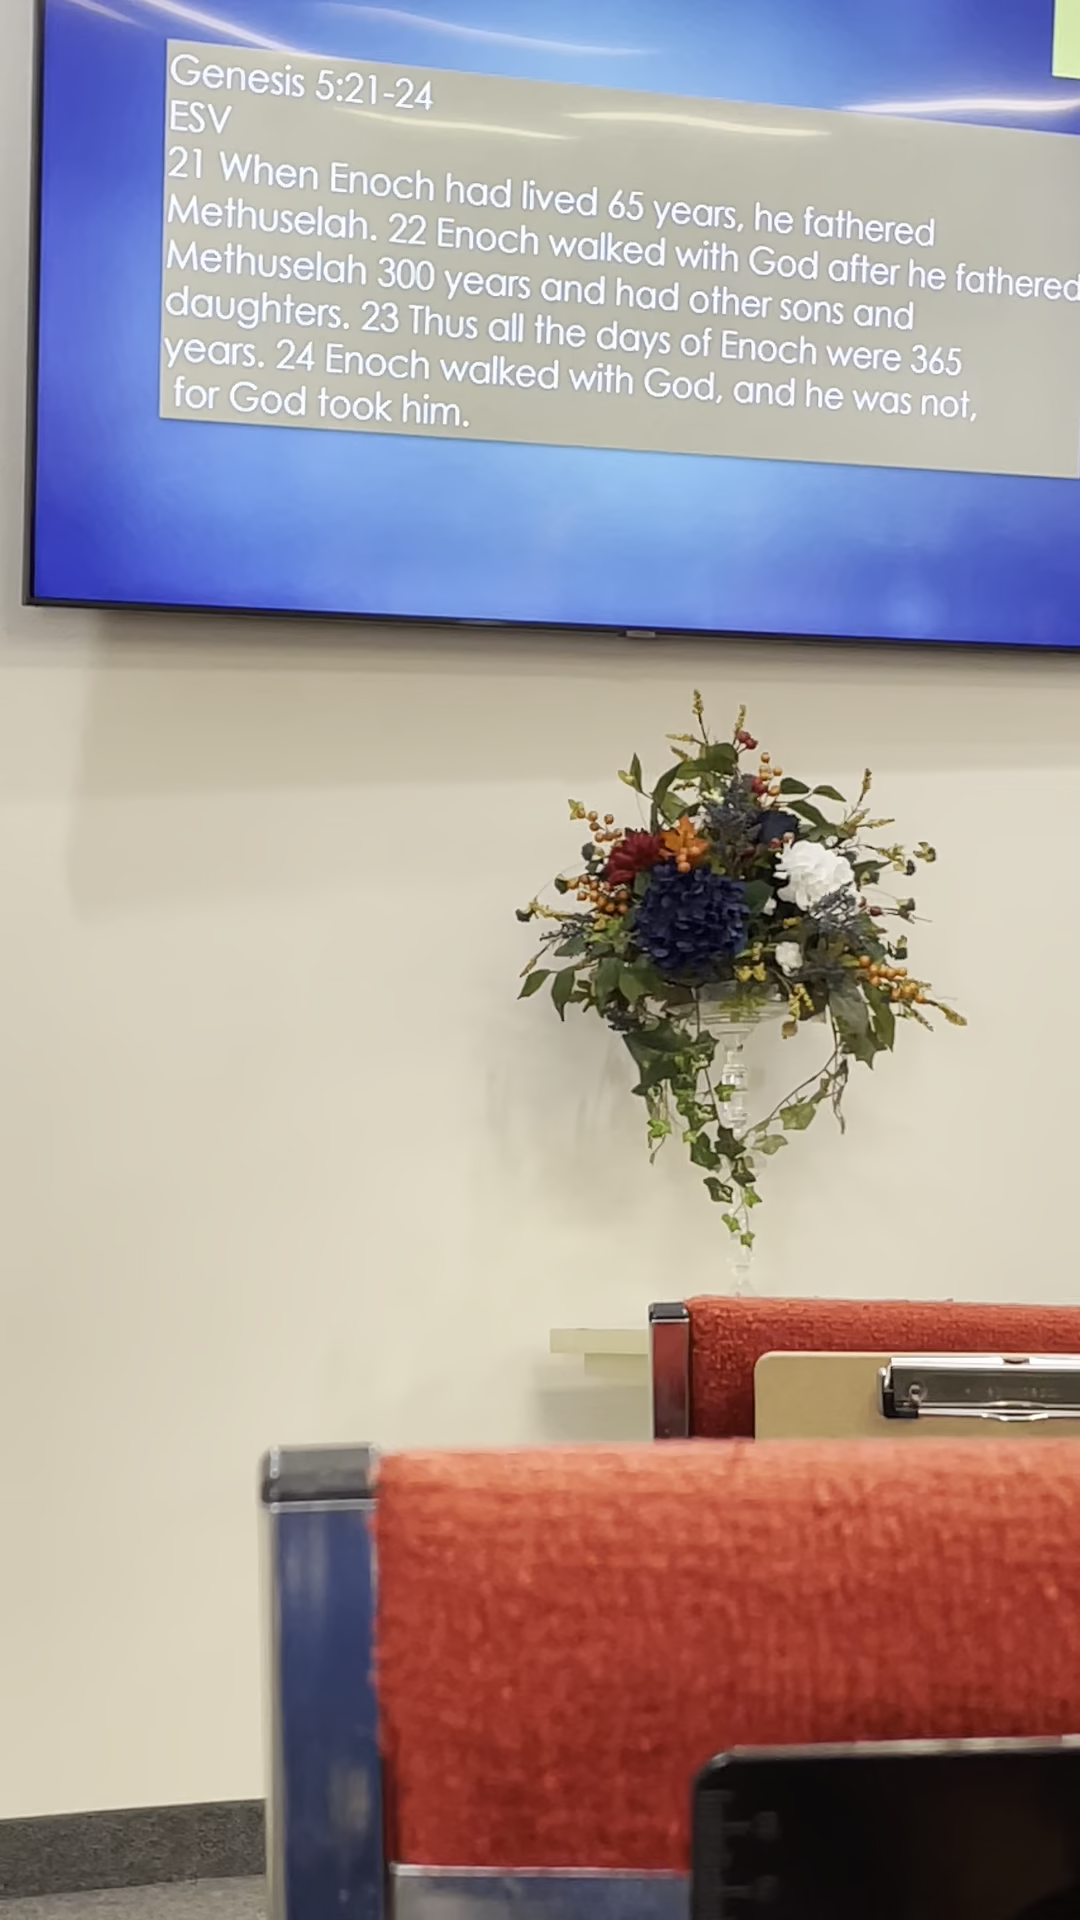 Genesis 5:21-24
ESV
21 When Enoch had lived 65 years, he fathered
Methuselah. 22 Enoch walked with God after he fathered
Methuselah 300 years and had other sons and
daughters. 23 Thus all the days of Enoch were 365
years. 24 Enoch walked with God, and he was not,
for God took him.